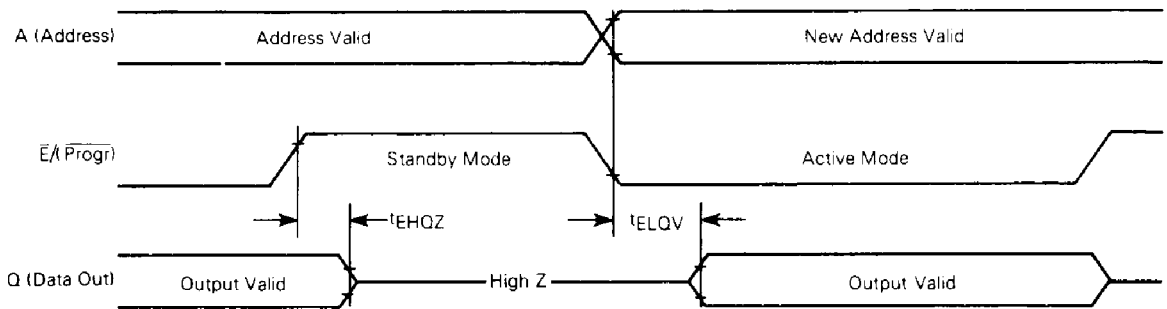 A (Address)
Address Valid
New Address Valid
E̅/(P̅r̅o̅g̅r̅)
Standby Mode
Active Mode
tEHQZ
tELQV
Q (Data Out)
Output Valid
High Z
Output Valid